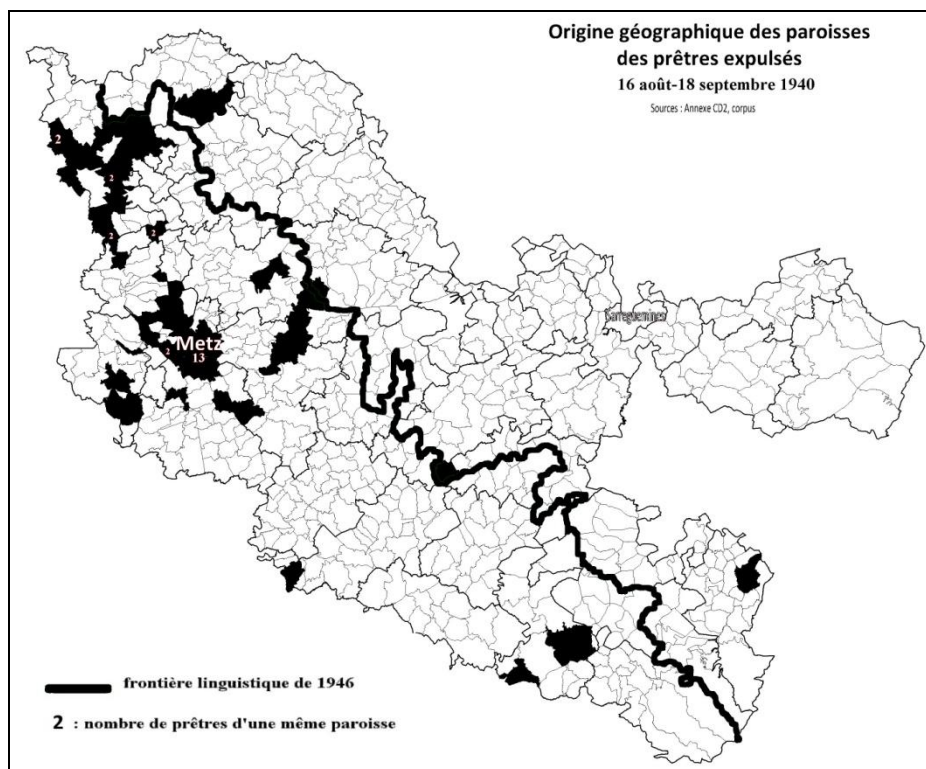 Origine géographique des paroisses
des prêtres expulsés
16 août-18 septembre 1940
Sources : Annexe CD2, corpus
2
2
2
2
Sarreguemines
Metz
2
13
frontière linguistique de 1946
2 : nombre de prêtres d'une même paroisse